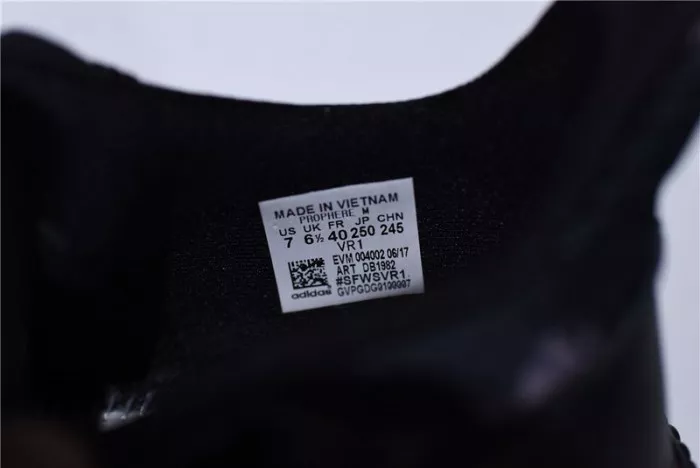 MADE IN VIETNAM
PROPHERE M
US UK FR JP CHN
7 6½ 40 250 245
VR1
EVM 004002 06/17
ART DB1982
#SFWSVR1.
adidas GVPGDG9199997